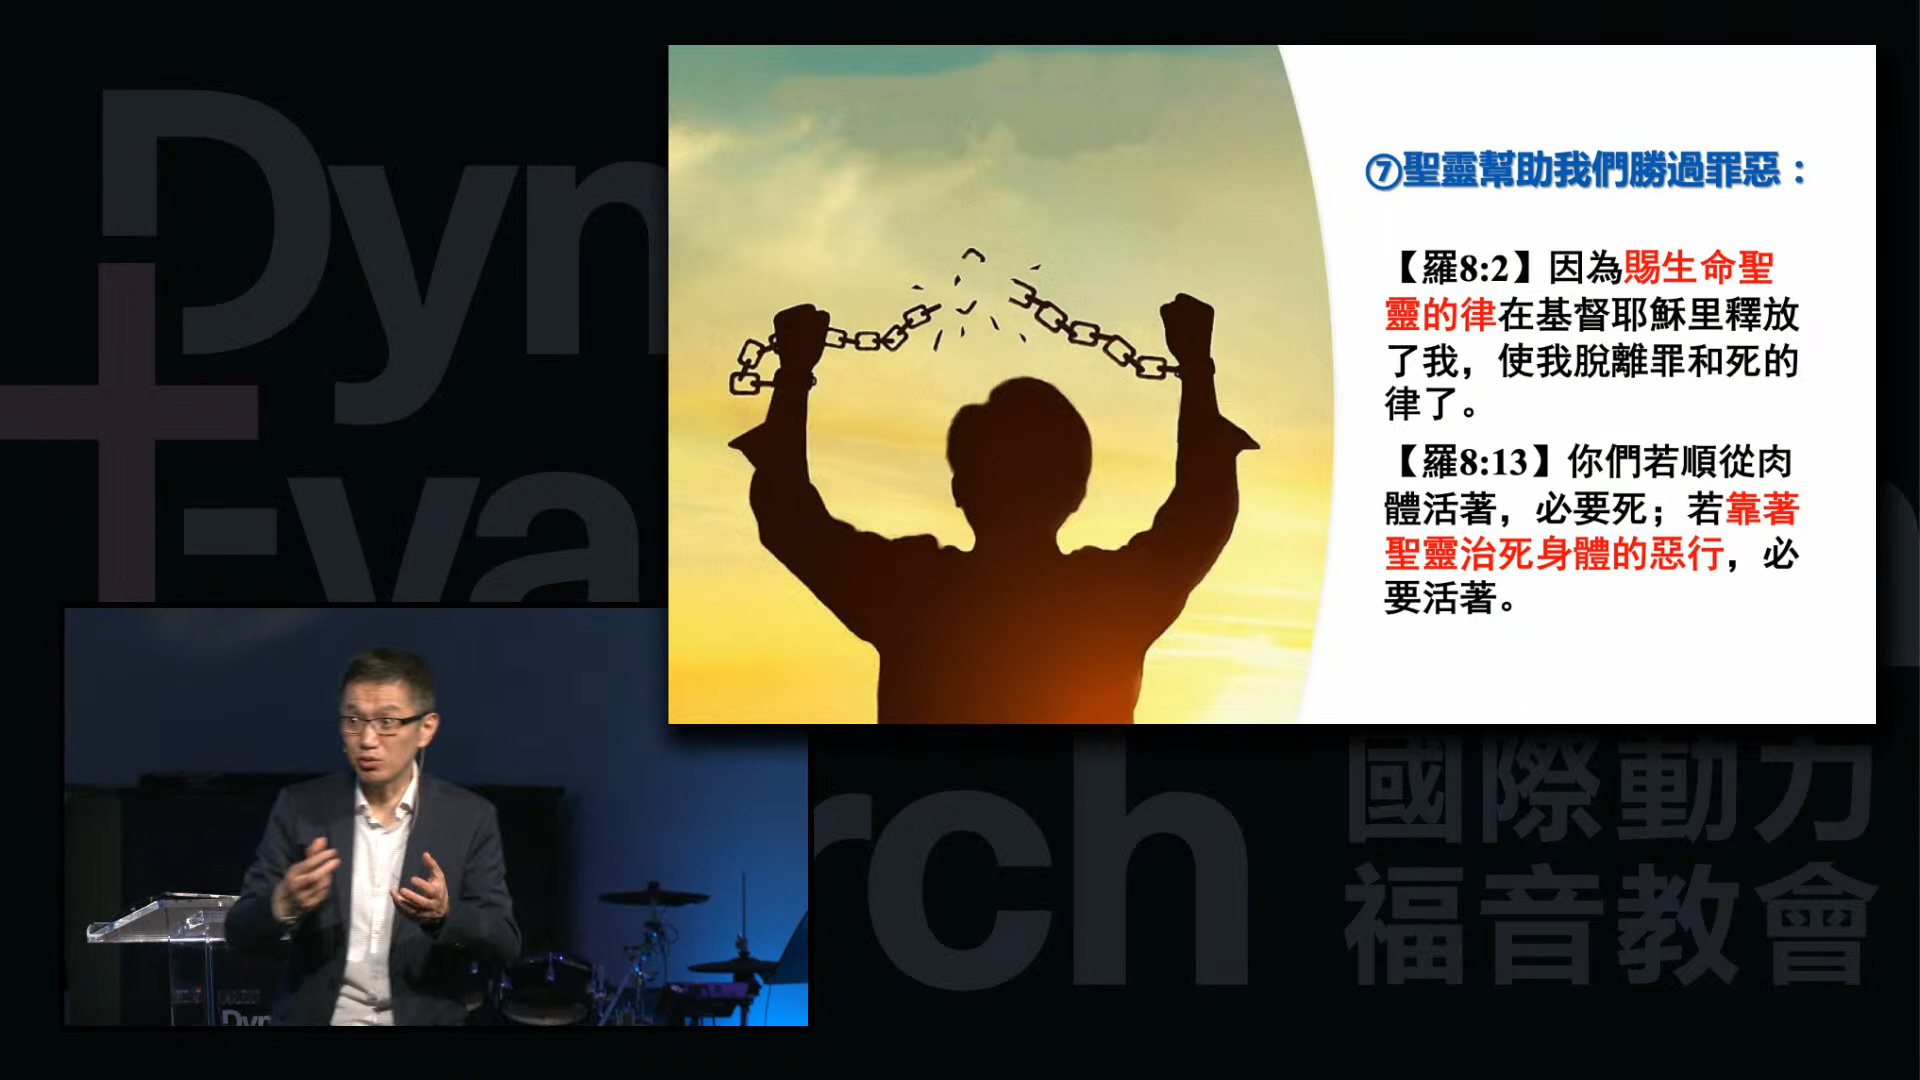 ⑦聖靈幫助我們勝過罪惡：
【羅8:2】因為賜生命聖
靈的律在基督耶穌里釋放
了我，使我脫離罪和死的
律了。
【羅8:13】你們若順從肉
體活著，必要死；若靠著
聖靈治死身體的惡行，必
要活著。
Dyn
E-va
rch
國際動力
福音教會
Dyn